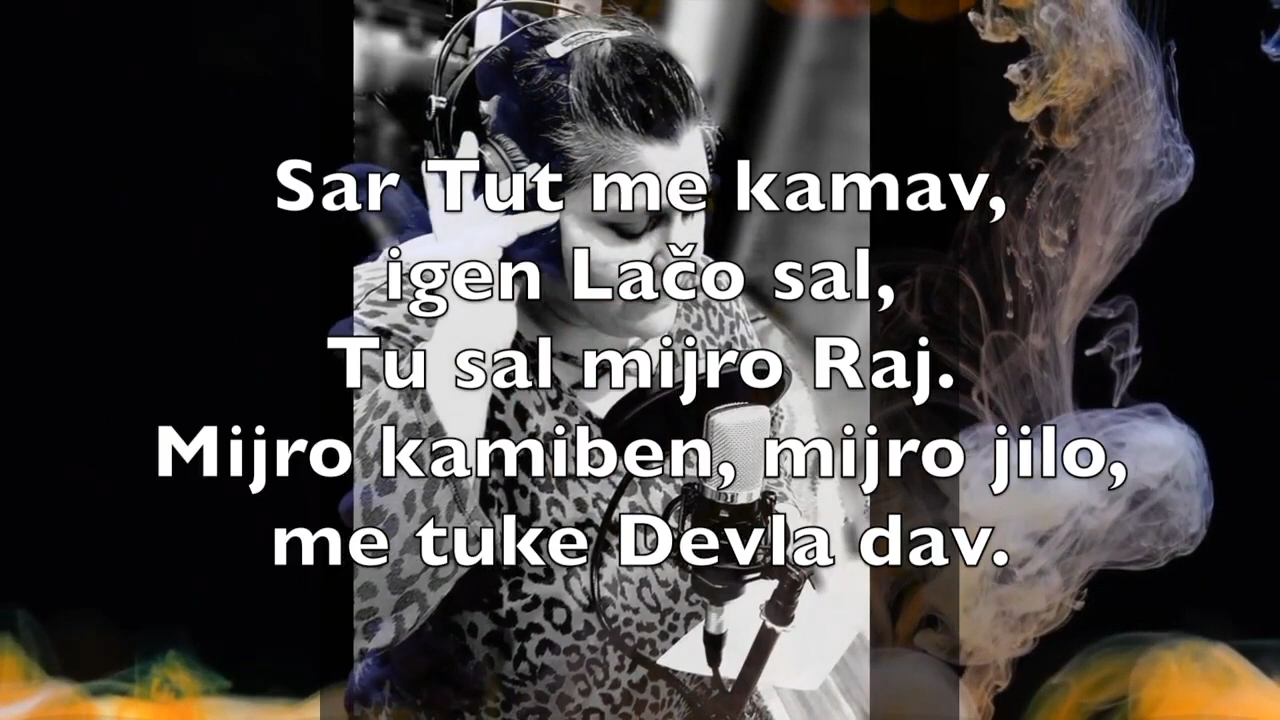 Sar Tut me kamav,
igen Lačo sal,
Tu sal mijro Raj.
Mijro kamiben, mijro jilo,
me tuke Devla dav.